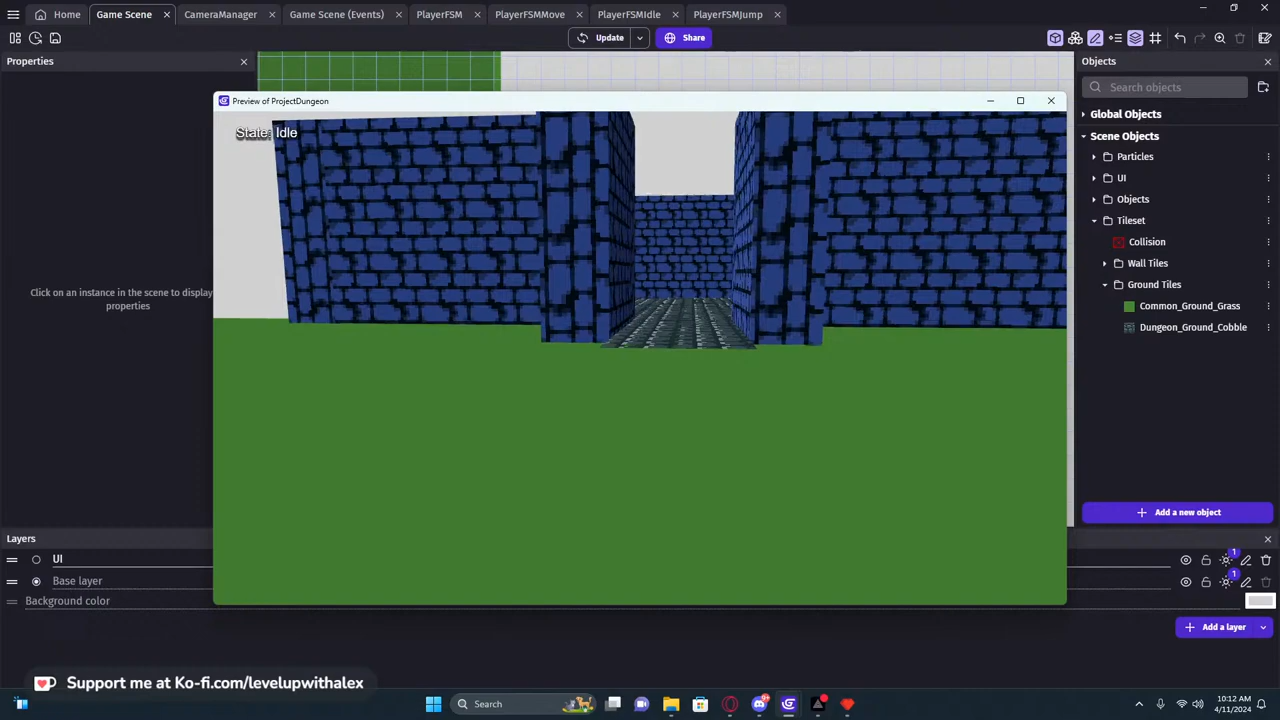 Home
Game Scene
CameraManager
Game Scene (Events)
PlayerFSM
PlayerFSMMove
PlayerFSMIdle
PlayerFSMJump
Update
Share
Properties
Objects
Preview of ProjectDungeon
Search objects
Global Objects
State: Idle
Scene Objects
Particles
UI
Objects
Tileset
Collision
Wall Tiles
Ground Tiles
Click on an instance in the scene to display
properties
Common_Ground_Grass
Dungeon_Ground_Cobble
Add a new object
Layers
UI
1
Base layer
1
Background color
Add a layer
Support me at Ko-fi.com/levelupwithalex
Search
9+
10:12 AM
4/11/2024